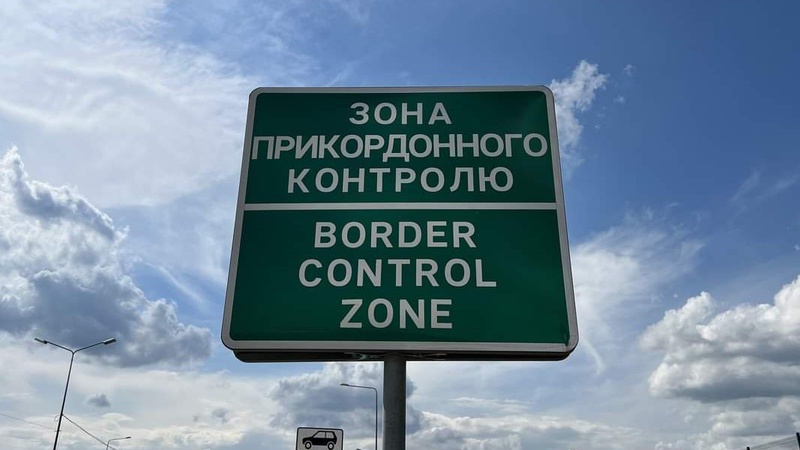 ЗОНА
ПРИКОРДОННОГО
КОНТРОЛЮ
BORDER
CONTROL
ZONE